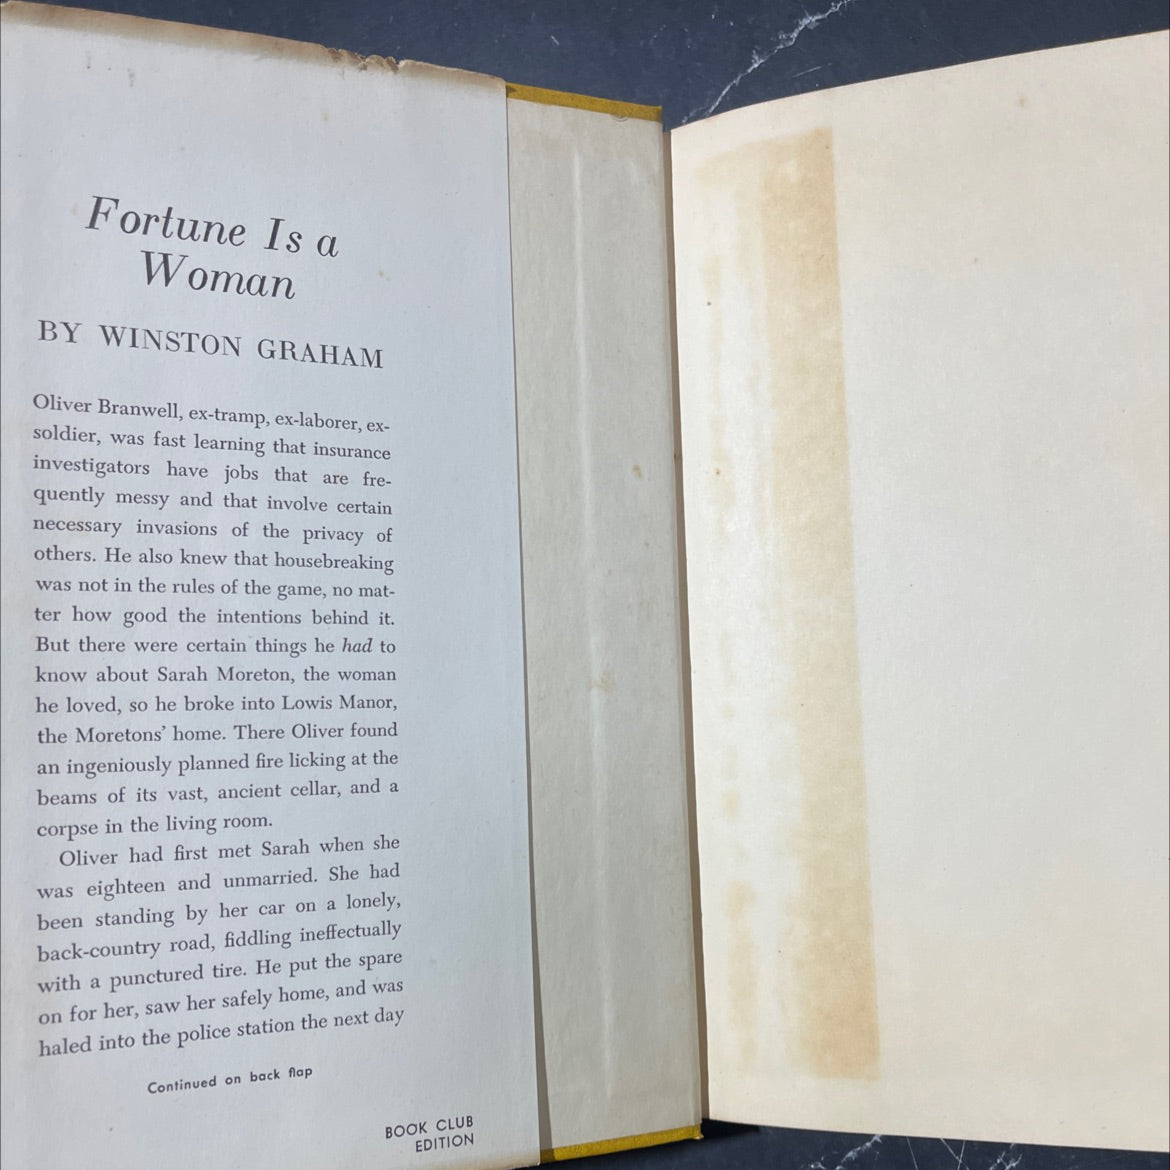 Fortune Is a
Woman
BY WINSTON GRAHAM
Oliver Branwell, ex-tramp, ex-laborer, ex-
soldier, was fast learning that insurance
investigators have jobs that are fre-
quently messy and that involve certain
necessary invasions of the privacy of
others. He also knew that housebreaking
was not in the rules of the game, no mat-
ter how good the intentions behind it.
But there were certain things he had to
know about Sarah Moreton, the woman
he loved, so he broke into Lowis Manor,
the Moretons' home. There Oliver found
an ingeniously planned fire licking at the
beams of its vast, ancient cellar, and a
corpse in the living room.
Oliver had first met Sarah when she
was eighteen and unmarried. She had
been standing by her car on a lonely,
back-country road, fiddling ineffectually
with a punctured tire. He put the spare
on for her, saw her safely home, and was
haled into the police station the next day
Continued on back flap
BOOK CLUB
EDITION